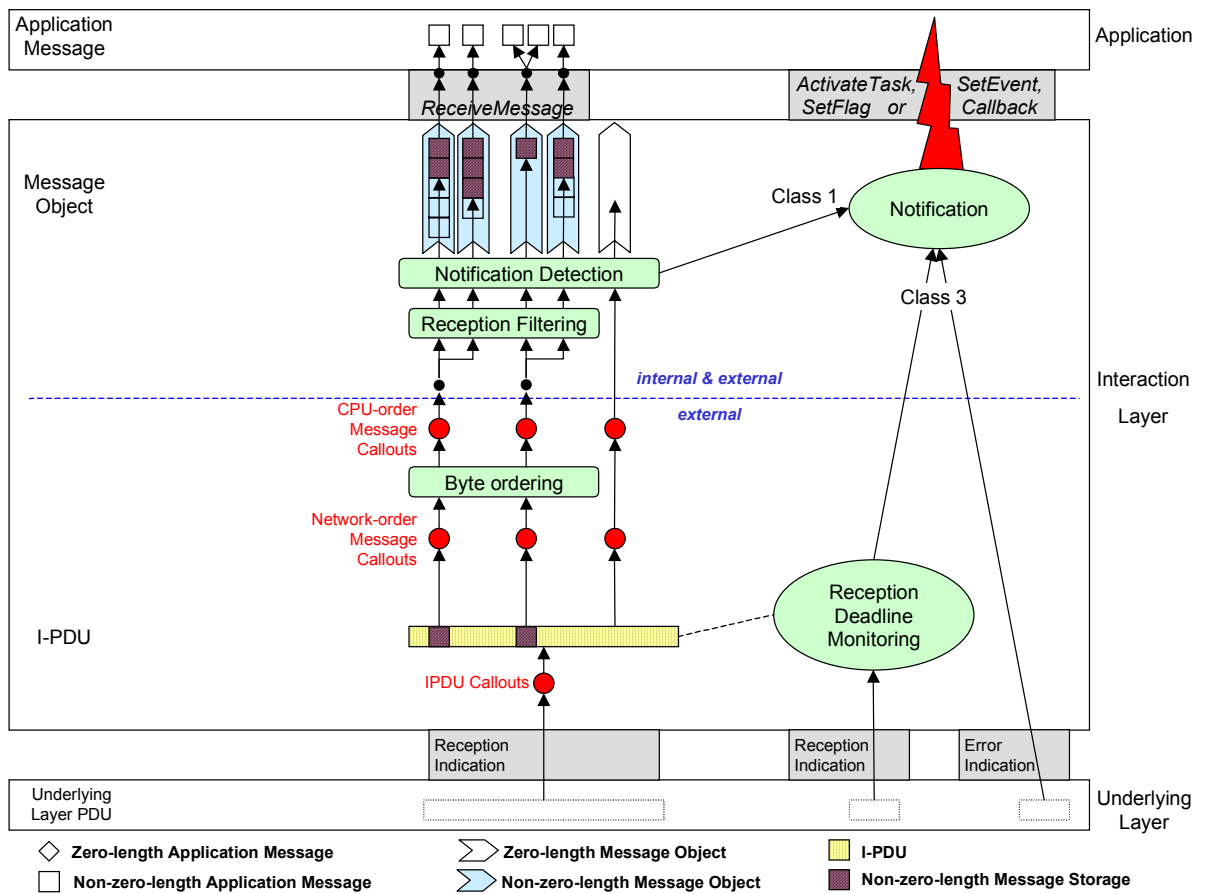 Application
Message
Application
ReceiveMessage
ActivateTask,
SetFlag or
SetEvent,
Callback
Message
Object
Class 1
Notification
Notification Detection
Class 3
Reception Filtering
internal & external
Interaction
Layer
external
CPU-order
Message
Callouts
Byte ordering
Network-order
Message
Callouts
Reception
Deadline
Monitoring
I-PDU
IPDU Callouts
Reception
Indication
Reception
Indication
Error
Indication
Underlying
Layer PDU
Underlying
Layer
Zero-length Application Message
Zero-length Message Object
I-PDU
Non-zero-length Application Message
Non-zero-length Message Object
Non-zero-length Message Storage